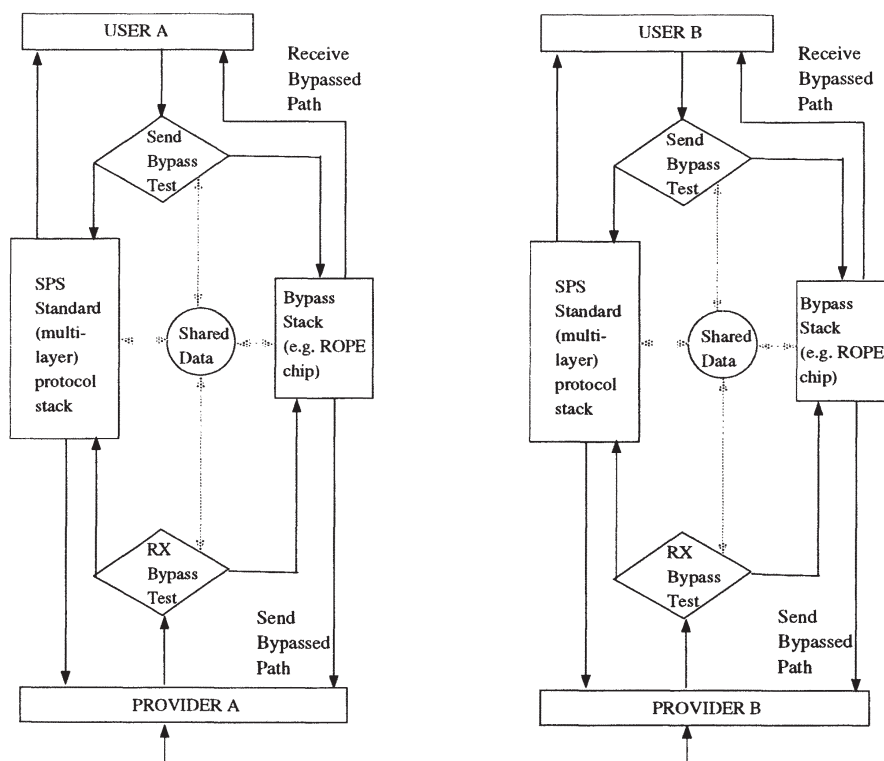 USER A
Receive
Bypassed
Path
Send
Bypass
Test
SPS
Standard
(multi-
layer)
protocol
stack
Shared
Data
Bypass
Stack
(e.g. ROPE
chip)
RX
Bypass
Test
Send
Bypassed
Path
PROVIDER A
USER B
Receive
Bypassed
Path
Send
Bypass
Test
SPS
Standard
(multi-
layer)
protocol
stack
Shared
Data
Bypass
Stack
(e.g. ROPE
chip)
RX
Bypass
Test
Send
Bypassed
Path
PROVIDER B